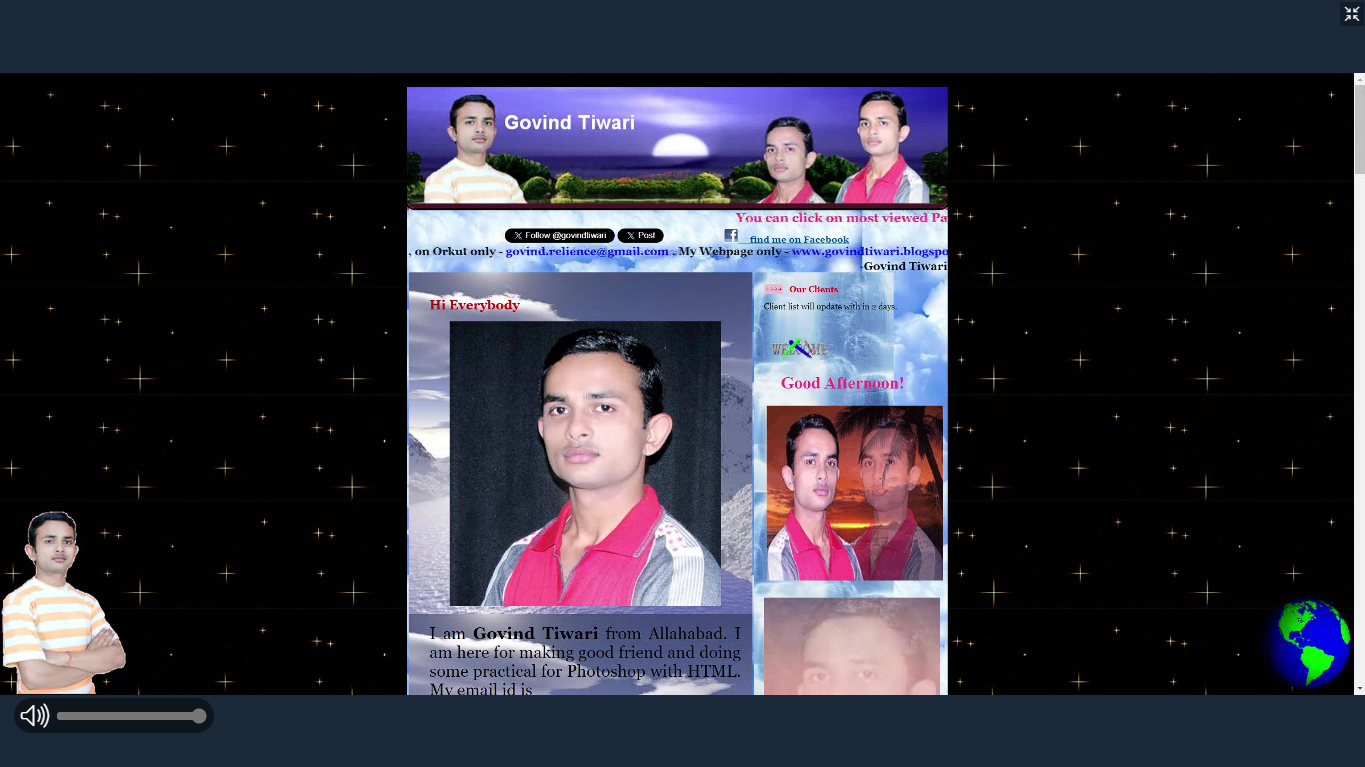 Govind Tiwari
You can click on most viewed Pa
Follow @govindtiwari Post
find me on Facebook
, on Orkut only - govind.relience@gmail.com , My Webpage only - www.govindtiwari.blogspo
-Govind Tiwari
Hi Everybody
Our Clients
Client list will update with in 2 days.
WELCOME
Good Afternoon!
I am Govind Tiwari from Allahabad. I
am here for making good friend and doing
some practical for Photoshop with HTML.
My email id is